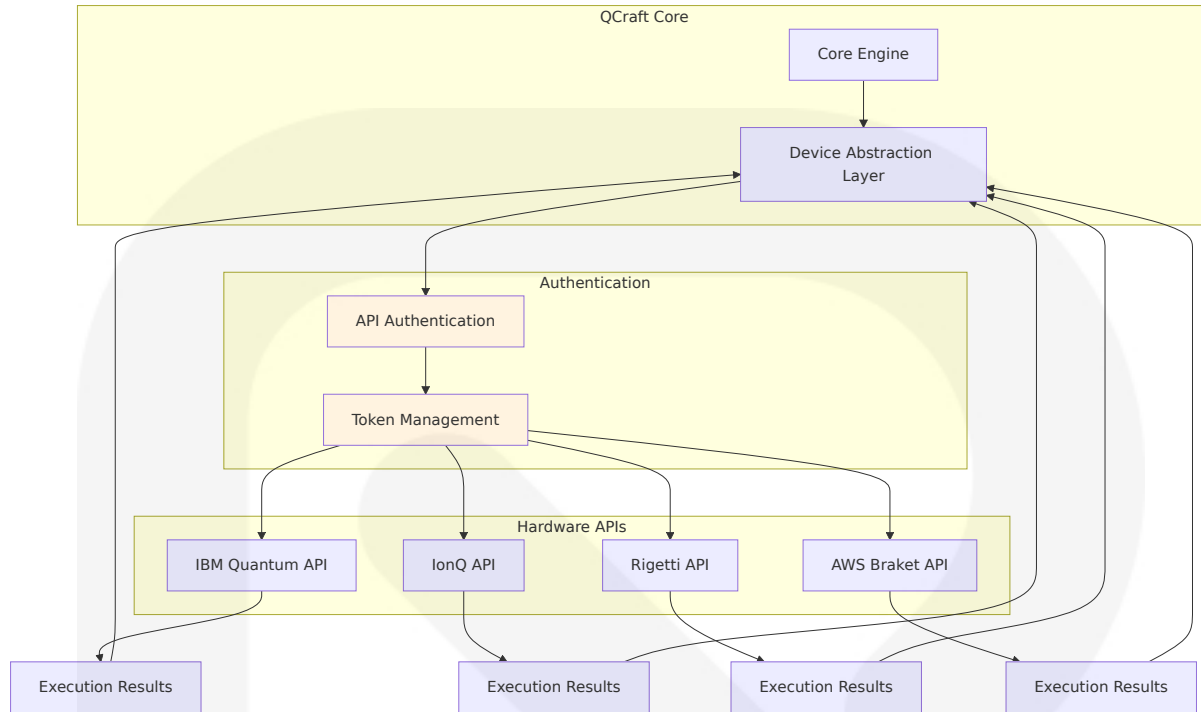 QCraft Core
Core Engine
Device Abstraction
Layer
Authentication
API Authentication
Token Management
Hardware APIs
IBM Quantum API
IonQ API
Rigetti API
AWS Braket API
Execution Results
Execution Results
Execution Results
Execution Results